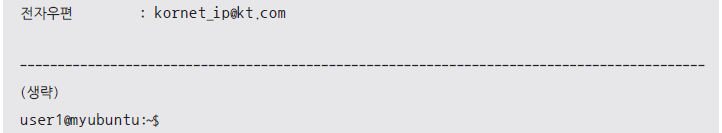 전자우편 : kornet_ip@kt.com
--------------------------------------------------------------------------------
(생략)
user1@myubuntu:~$